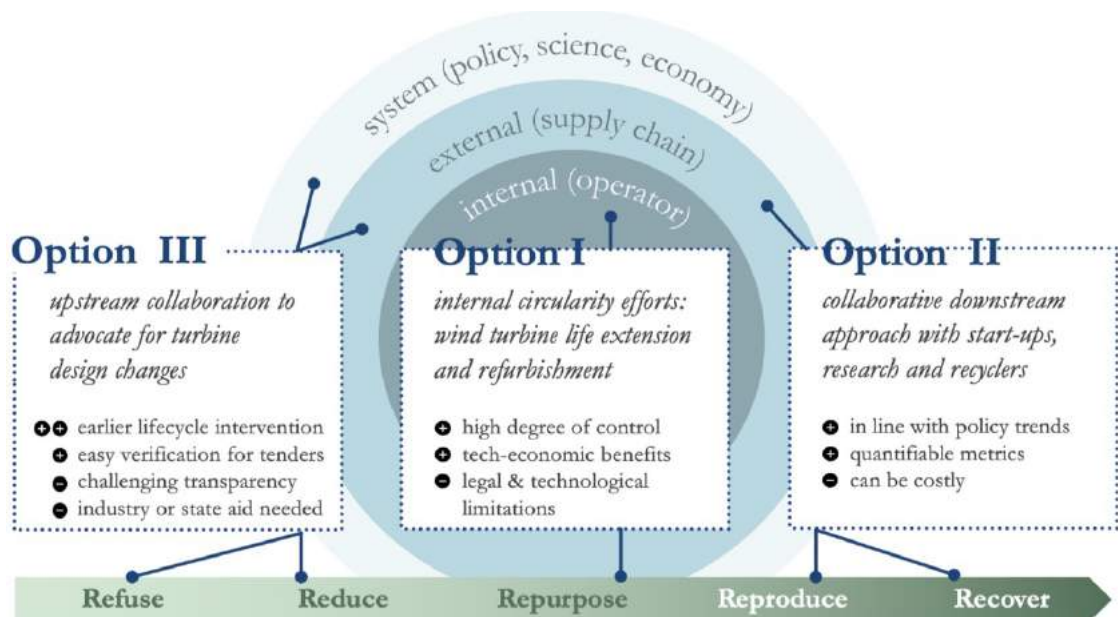 system (policy, science, economy)
external (supply chain)
internal (operator)
Option III
upstream collaboration to
advocate for turbine
design changes
++ earlier lifecycle intervention
+ easy verification for tenders
- challenging transparency
- industry or state aid needed
Option I
internal circularity efforts:
wind turbine life extension
and refurbishment
+ high degree of control
+ tech-economic benefits
- legal & technological
limitations
Option II
collaborative downstream
approach with start-ups,
research and recyclers
+ in line with policy trends
+ quantifiable metrics
- can be costly
Refuse
Reduce
Repurpose
Reproduce
Recover